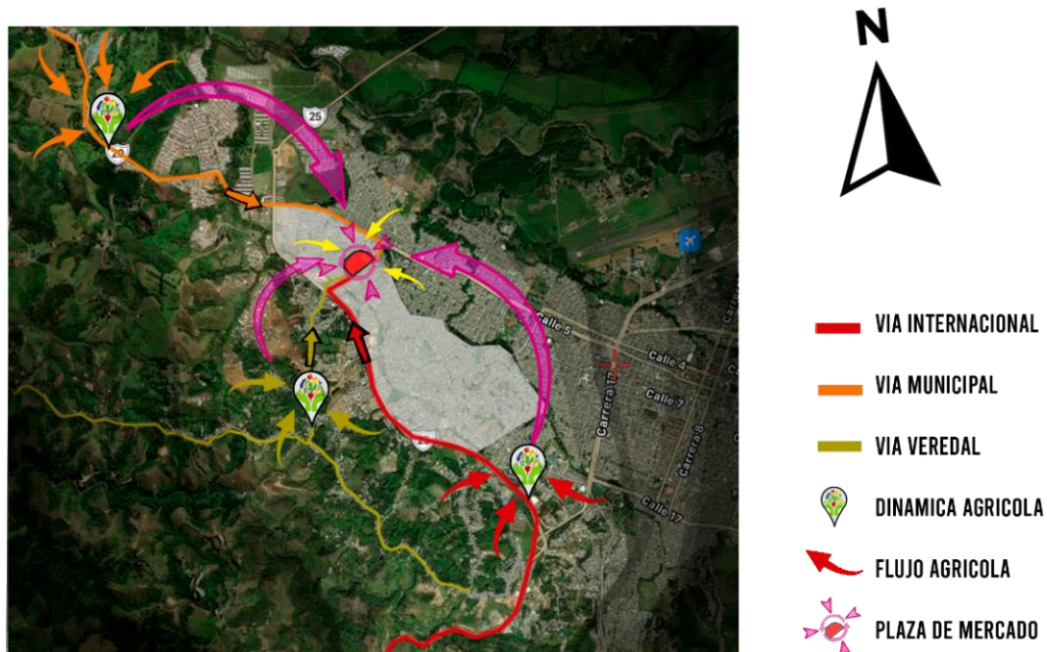 N
25
Calle 5
Calle 4
Calle 7
Carrera 17
Carrera 8
Calle 17
VIA INTERNACIONAL
VIA MUNICIPAL
VIA VEREDAL
DINAMICA AGRICOLA
FLUJO AGRICOLA
PLAZA DE MERCADO